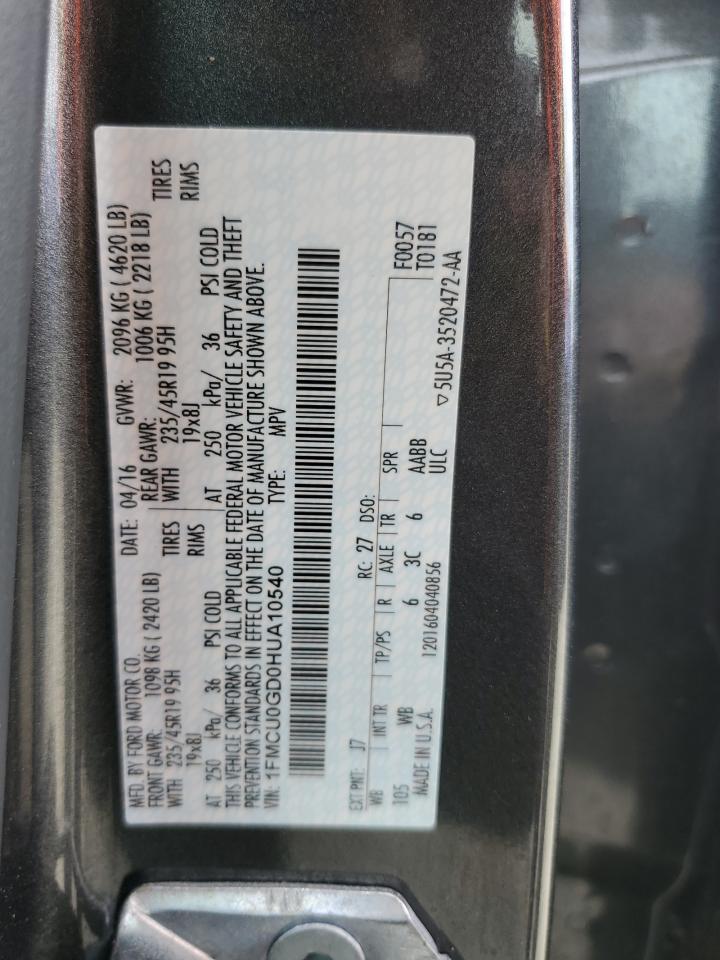 MFD. BY FORD MOTOR CO.
DATE: 04/16 GVWR: 2096 KG ( 4620 LB)
FRONT GAWR: 1098 KG ( 2420 LB)
REAR GAWR: 1006 KG ( 2218 LB)
WITH 235/45R19 95H TIRES
WITH 235/45R19 95H TIRES
19x8J RIMS
19x8J RIMS
AT 250 kPa/ 36 PSI COLD
AT 250 kPa/ 36 PSI COLD
THIS VEHICLE CONFORMS TO ALL APPLICABLE FEDERAL MOTOR VEHICLE SAFETY AND THEFT
PREVENTION STANDARDS IN EFFECT ON THE DATE OF MANUFACTURE SHOWN ABOVE.
VIN: 1FMCU0GD0HUA10540 TYPE: MPV
EXT PNT: J7 RC: 27 DSO: F0057
WB INT TR TP/PS R AXLE TR SPR T0181
105 WB 6 3C 6 AABB
MADE IN U.S.A. 1201604040856 ULC ▽5U5A-3520472-AA